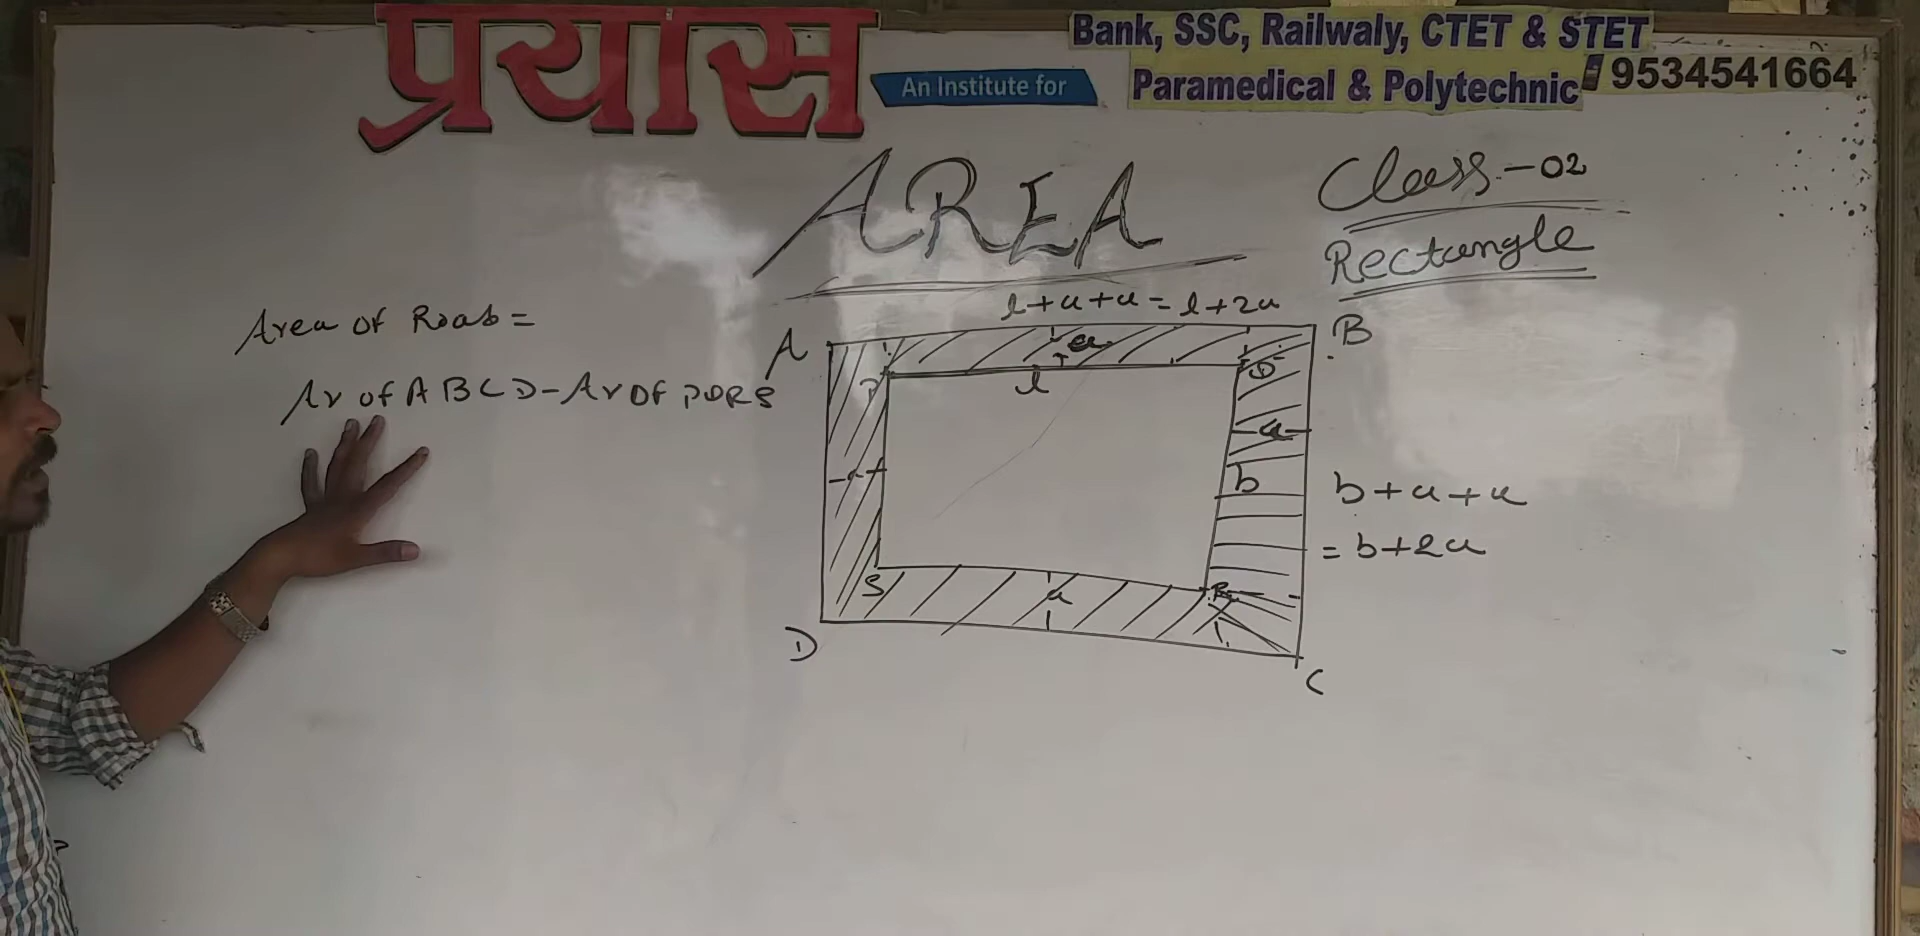 प्रयास
An Institute for
Bank, SSC, Railwaly, CTET & STET
Paramedical & Polytechnic
9534541664
AREA
Class-02
Rectangle
Area of Road =
Ar of ABCD - Ar of PQRS
l+a+a = l+2a
A
B
a
P
Q
l
a
a
b
b+a+a
= b+2a
S
a
R
D
C